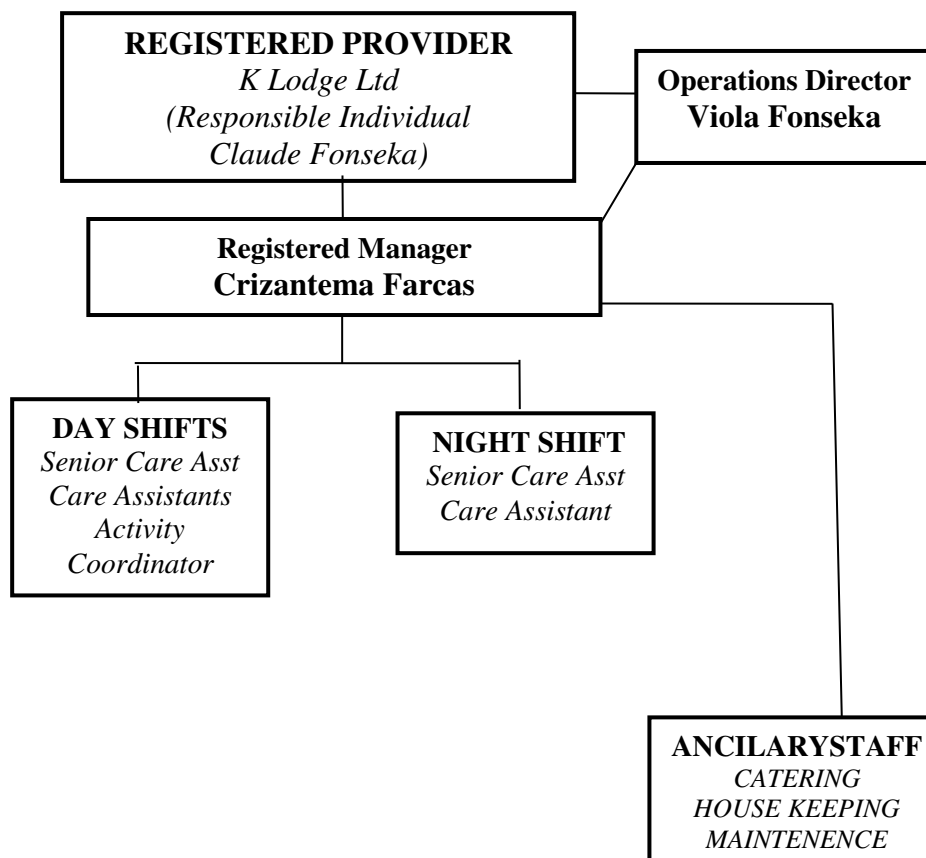 REGISTERED PROVIDER
K Lodge Ltd
(Responsible Individual
Claude Fonseka)
Operations Director
Viola Fonseka
Registered Manager
Crizantema Farcas
DAY SHIFTS
Senior Care Asst
Care Assistants
Activity
Coordinator
NIGHT SHIFT
Senior Care Asst
Care Assistant
ANCILARYSTAFF
CATERING
HOUSE KEEPING
MAINTENENCE